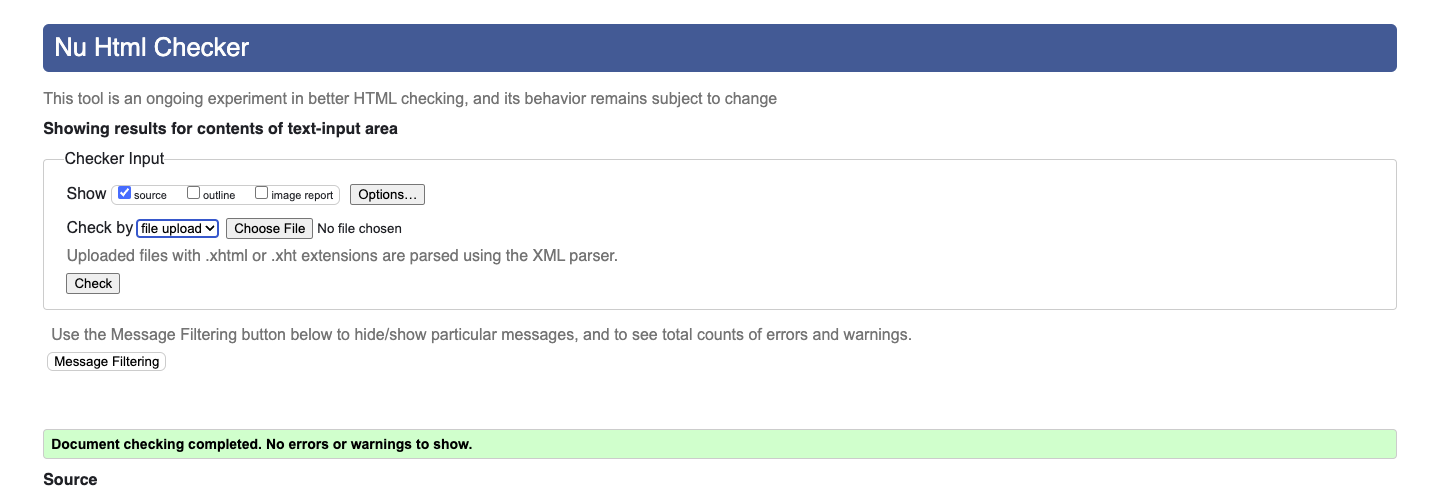 Nu Html Checker
This tool is an ongoing experiment in better HTML checking, and its behavior remains subject to change
Showing results for contents of text-input area
Checker Input
Show source outline image report Options…
Check by file upload Choose File No file chosen
Uploaded files with .xhtml or .xht extensions are parsed using the XML parser.
Check
Use the Message Filtering button below to hide/show particular messages, and to see total counts of errors and warnings.
Message Filtering
Document checking completed. No errors or warnings to show.
Source